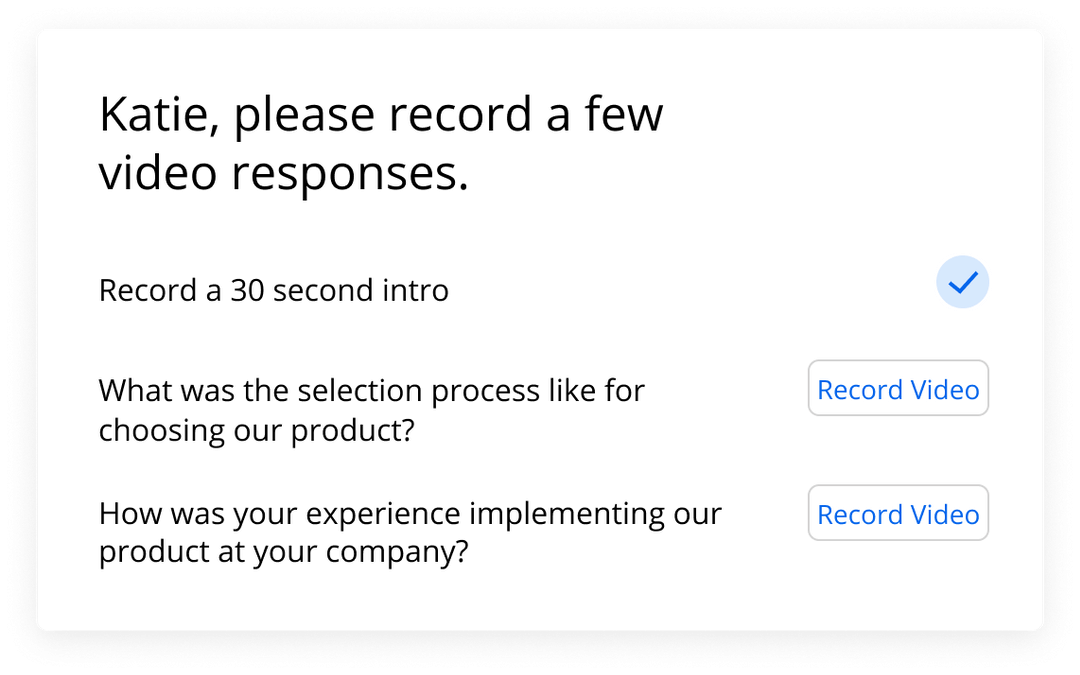 Katie, please record a few
video responses.
Record a 30 second intro
What was the selection process like for
choosing our product?
Record Video
How was your experience implementing our
product at your company?
Record Video